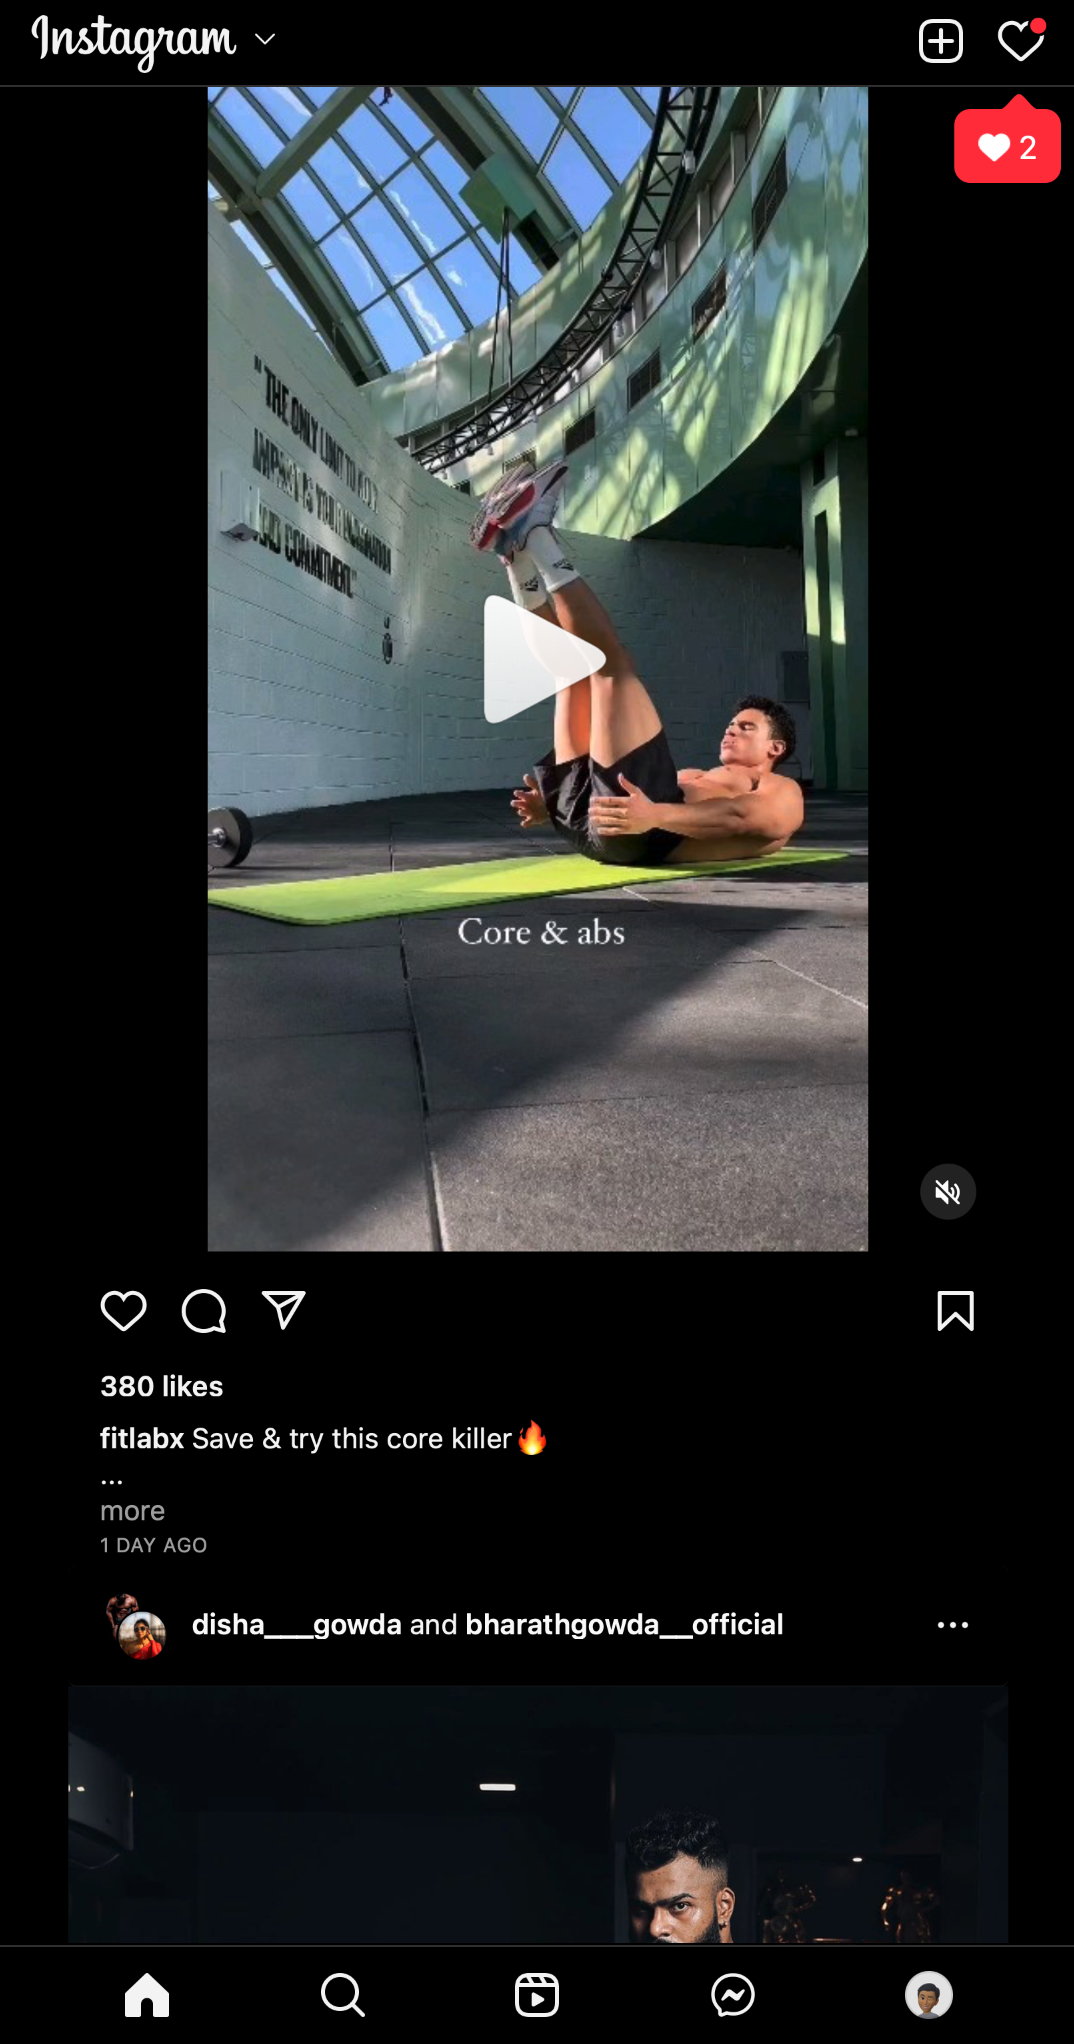 Instagram
2
"THE ONLY LIMIT TO YOUR
IMPACT IS YOUR IMAGINATION
AND COMMITMENT."
Core & abs
380 likes
fitlabx Save & try this core killer🔥
...
more
1 DAY AGO
disha___gowda and bharathgowda__official